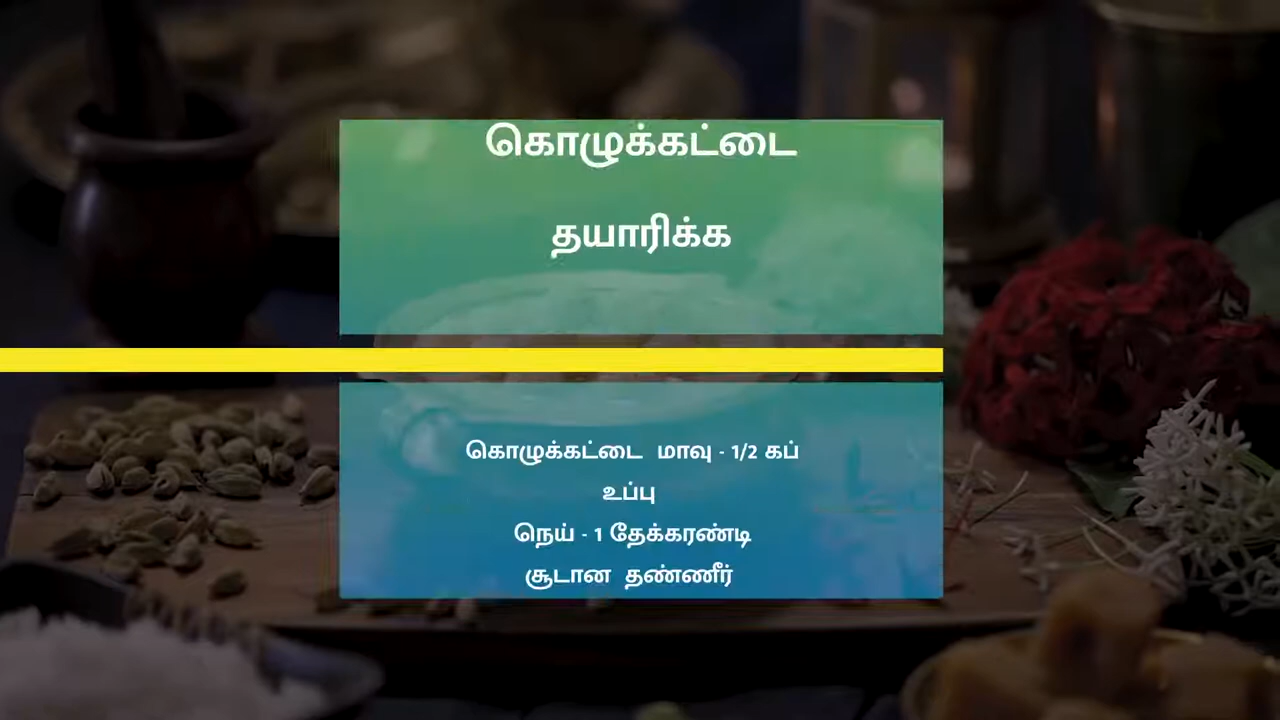 கொழுக்கட்டை
தயாரிக்க
கொழுக்கட்டை மாவு - 1/2 கப்
உப்பு
நெய் - 1 தேக்கரண்டி
சூடான தண்ணீர்